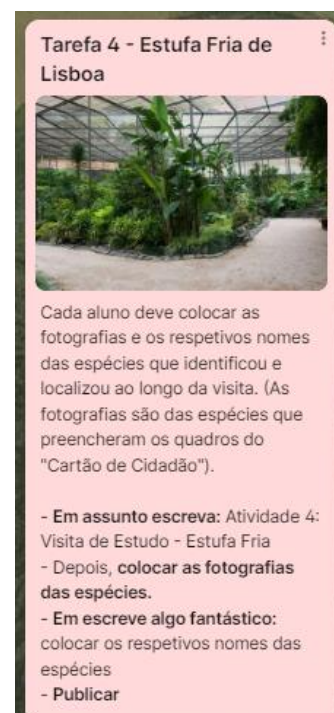 Tarefa 4 - Estufa Fria de
Lisboa
Cada aluno deve colocar as
fotografias e os respetivos nomes
das espécies que identificou e
localizou ao longo da visita. (As
fotografias são das espécies que
preencheram os quadros do
"Cartão de Cidadão").
- Em assunto escreva: Atividade 4:
Visita de Estudo - Estufa Fria
- Depois, colocar as fotografias
das espécies.
- Em escreve algo fantástico:
colocar os respetivos nomes das
espécies
- Publicar